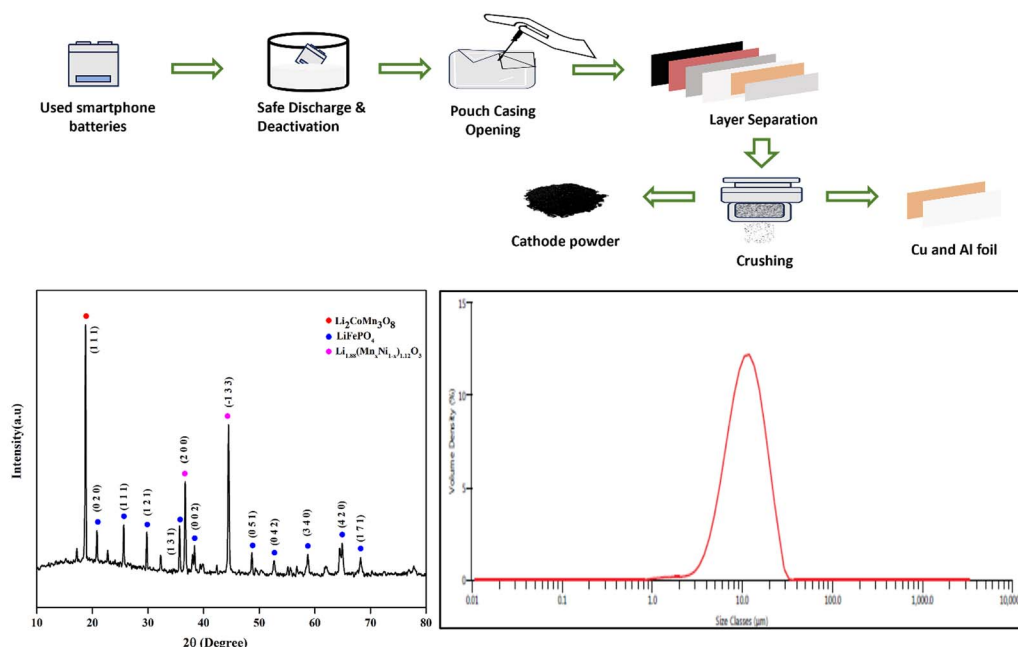 Used smartphone
batteries
Safe Discharge &
Deactivation
Pouch Casing
Opening
Layer Separation
Cathode powder
Crushing
Cu and Al foil
Intensity(a.u)
(1 1 1)
(0 2 0)
(1 1 1)
(1 2 1)
(1 3 1)
(2 0 0)
(0 0 2)
(-1 3 3)
(0 5 1)
(0 4 2)
(3 4 0)
(4 2 0)
(1 7 1)
Li₂CoMn₃O₈
LiFePO₄
Li₁.₈₈(MnₓNi₁₋ₓ)₁.₁₂O₃
10 20 30 40 50 60 70 80
2θ (Degree)
Volume Density (%)
15
10
5
0
0.01 0.1 1.0 10.0 100.0 1,000.0 10,
Size Classes (µm)